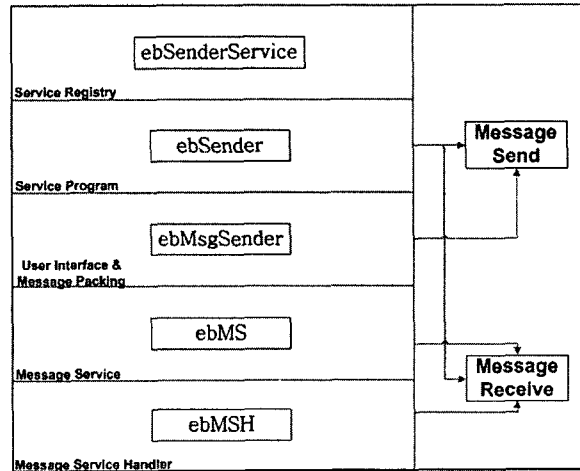 ebSenderService
Service Registry
ebSender
Service Program
ebMsgSender
User Interface &
Message Packing
ebMS
Message Service
ebMSH
Message Service Handler
Message
Send
Message
Receive